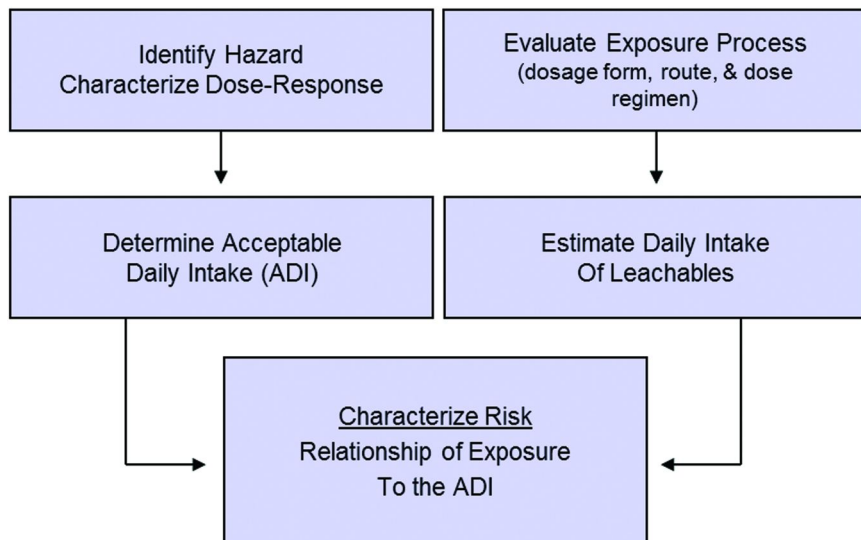 Identify Hazard
Characterize Dose-Response
Evaluate Exposure Process
(dosage form, route, & dose
regimen)
Determine Acceptable
Daily Intake (ADI)
Estimate Daily Intake
Of Leachables
Characterize Risk
Relationship of Exposure
To the ADI